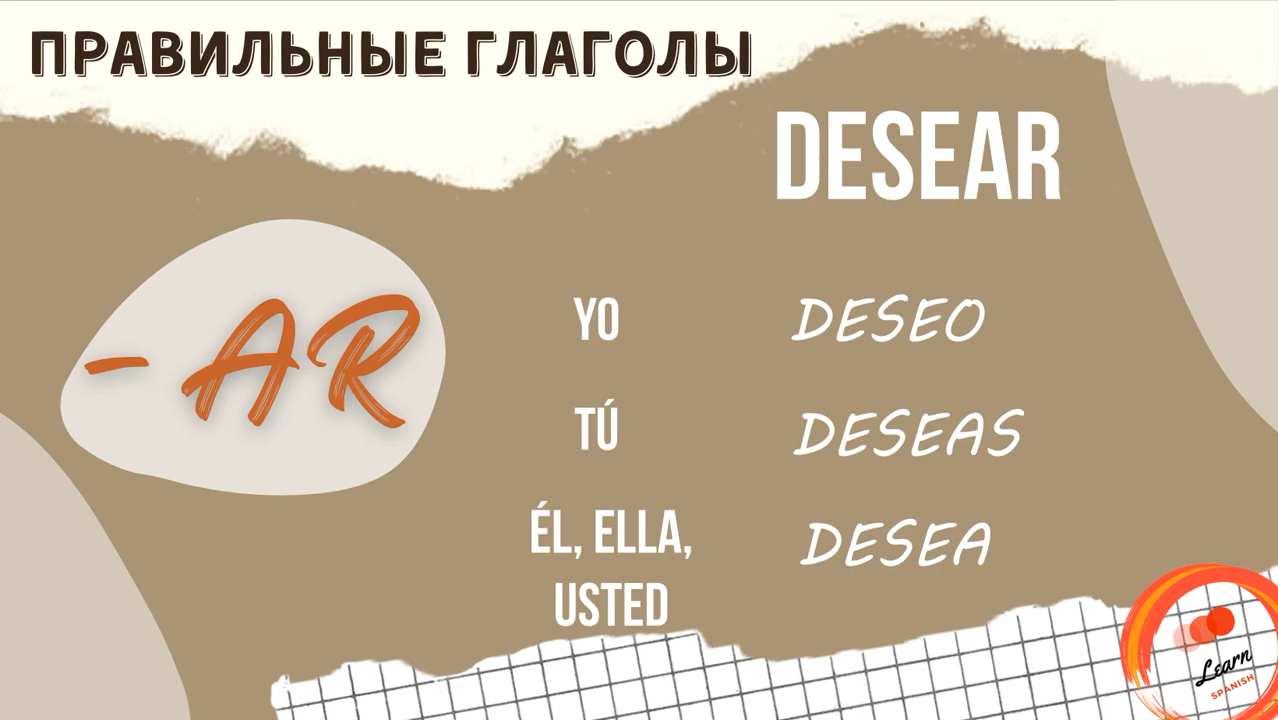 ПРАВИЛЬНЫЕ ГЛАГОЛЫ
DESEAR
- AR
YO DESEO
TÚ DESEAS
ÉL, ELLA, DESEA
USTED
Learn
SPANISH